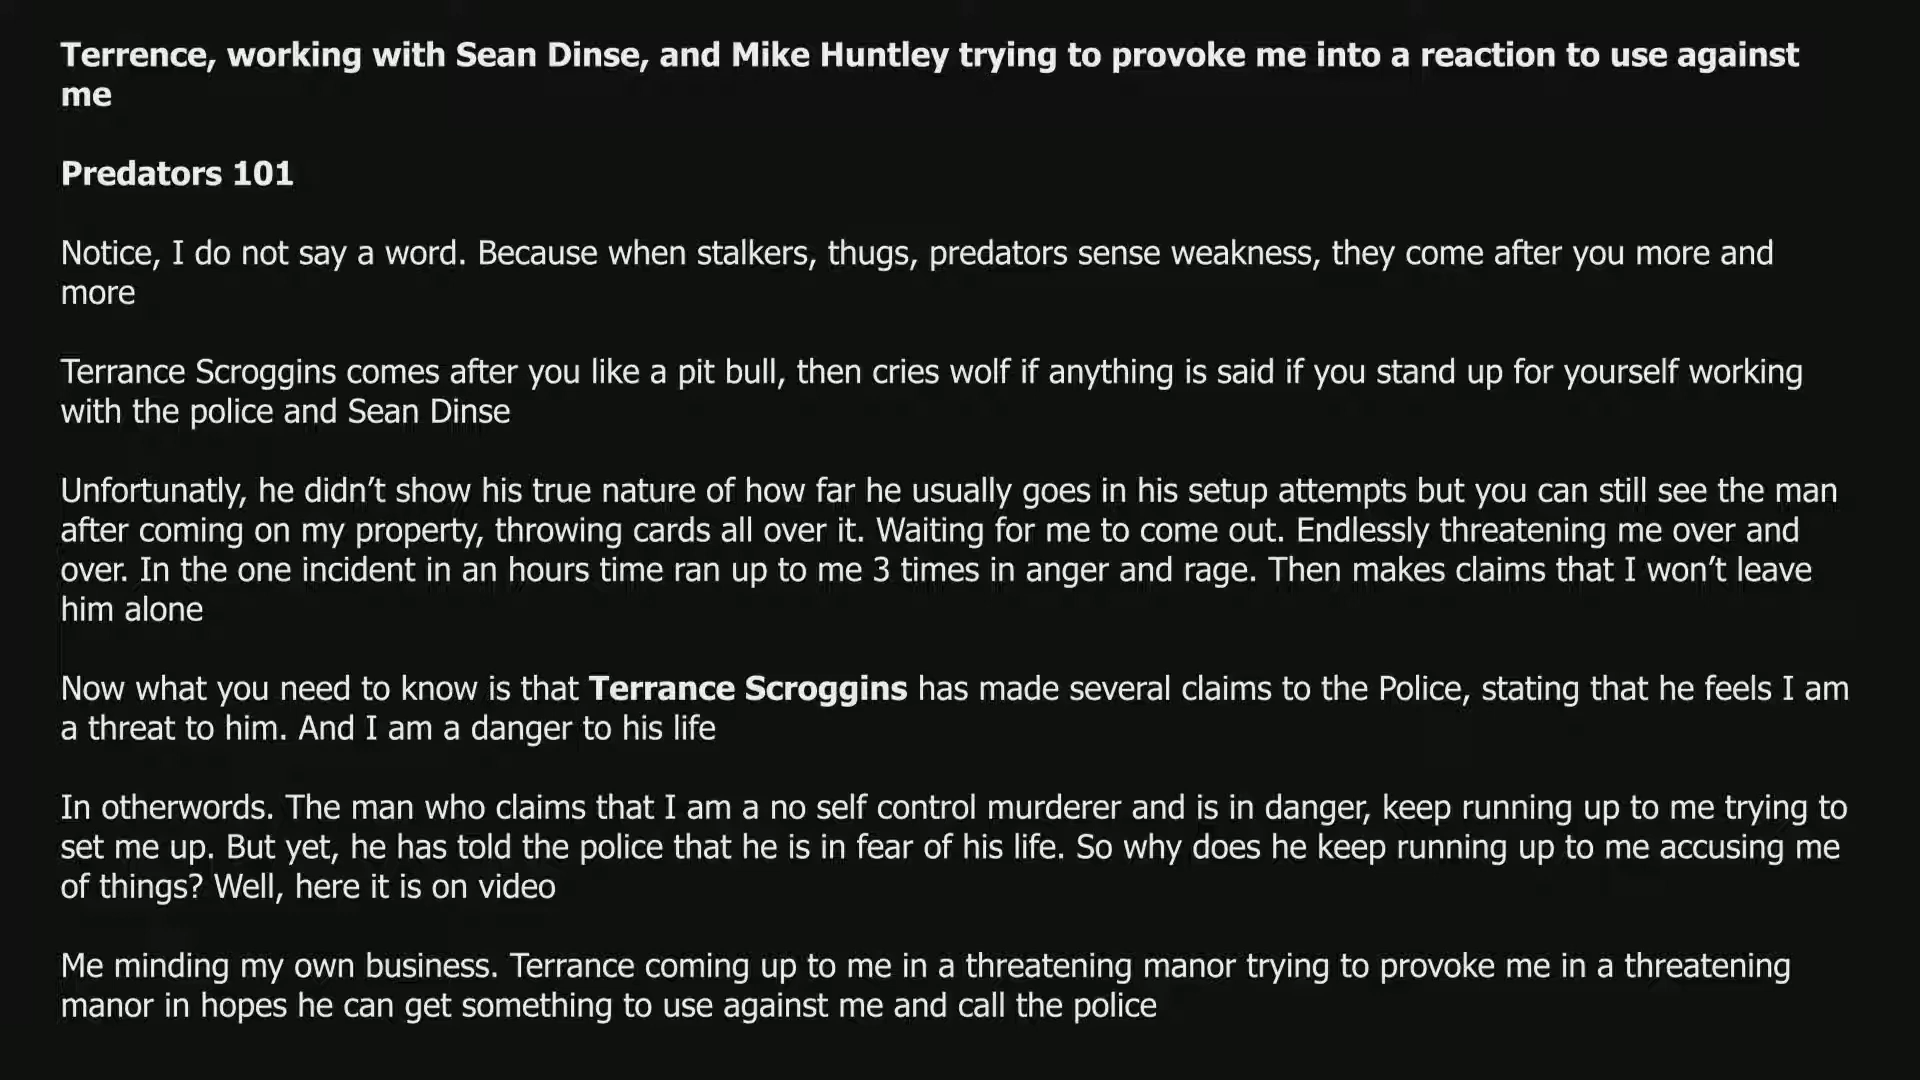 Terrence, working with Sean Dinse, and Mike Huntley trying to provoke me into a reaction to use against
me
Predators 101
Notice, I do not say a word. Because when stalkers, thugs, predators sense weakness, they come after you more and
more
Terrance Scroggins comes after you like a pit bull, then cries wolf if anything is said if you stand up for yourself working
with the police and Sean Dinse
Unfortunatly, he didn’t show his true nature of how far he usually goes in his setup attempts but you can still see the man
after coming on my property, throwing cards all over it. Waiting for me to come out. Endlessly threatening me over and
over. In the one incident in an hours time ran up to me 3 times in anger and rage. Then makes claims that I won’t leave
him alone
Now what you need to know is that Terrance Scroggins has made several claims to the Police, stating that he feels I am
a threat to him. And I am a danger to his life
In otherwords. The man who claims that I am a no self control murderer and is in danger, keep running up to me trying to
set me up. But yet, he has told the police that he is in fear of his life. So why does he keep running up to me accusing me
of things? Well, here it is on video
Me minding my own business. Terrance coming up to me in a threatening manor trying to provoke me in a threatening
manor in hopes he can get something to use against me and call the police